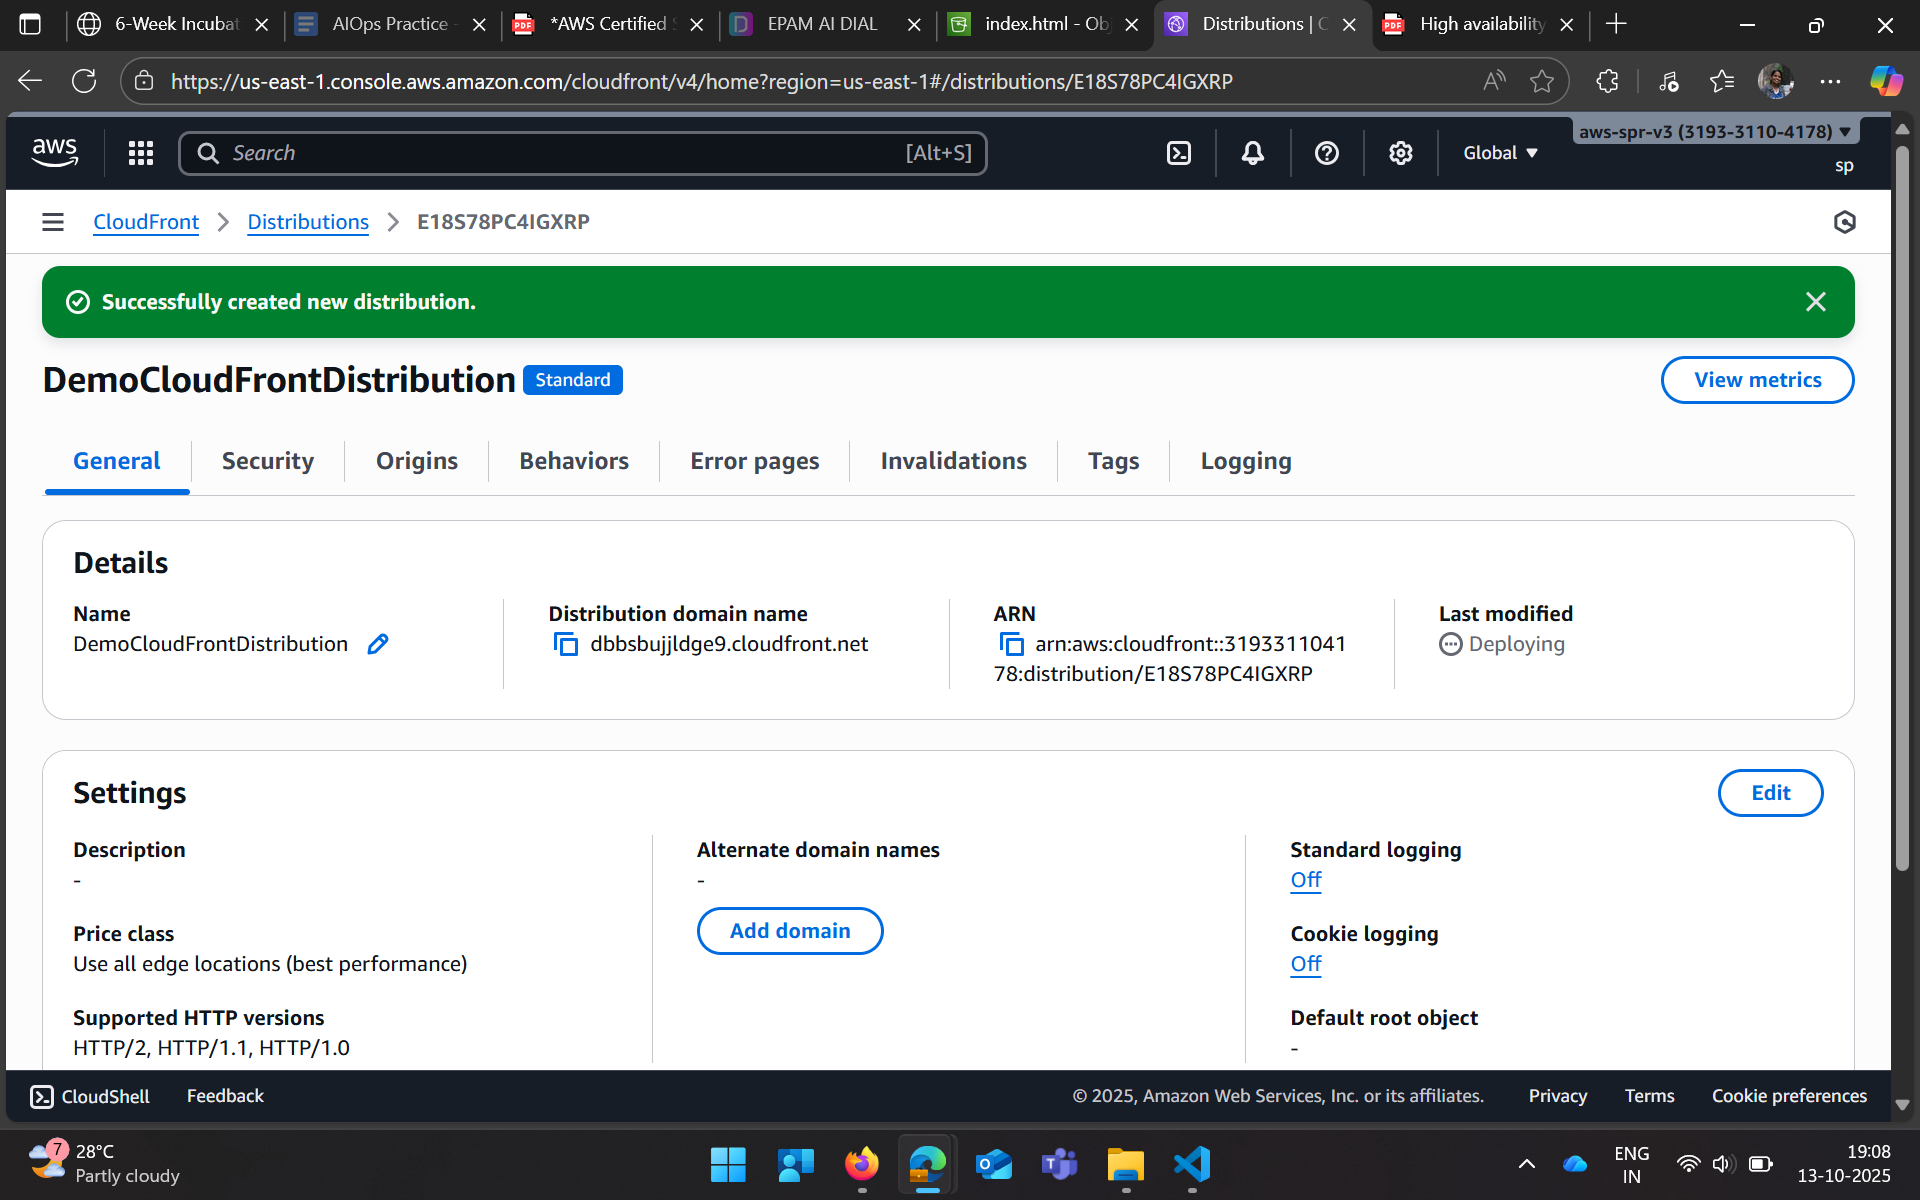 6-Week Incubat
AIOps Practice -
*AWS Certified S
EPAM AI DIAL
index.html - Obj
Distributions | C
High availability
https://us-east-1.console.aws.amazon.com/cloudfront/v4/home?region=us-east-1#/distributions/E18S78PC4IGXRP
aws
Search
[Alt+S]
Global
aws-spr-v3 (3193-3110-4178)
sp
CloudFront
Distributions
E18S78PC4IGXRP
Successfully created new distribution.
DemoCloudFrontDistribution
Standard
View metrics
General
Security
Origins
Behaviors
Error pages
Invalidations
Tags
Logging
Details
Name
DemoCloudFrontDistribution
Distribution domain name
dbbsbujjldge9.cloudfront.net
ARN
arn:aws:cloudfront::3193311041
78:distribution/E18S78PC4IGXRP
Last modified
Deploying
Settings
Edit
Description
-
Price class
Use all edge locations (best performance)
Supported HTTP versions
HTTP/2, HTTP/1.1, HTTP/1.0
Alternate domain names
-
Add domain
Standard logging
Off
Cookie logging
Off
Default root object
-
CloudShell
Feedback
© 2025, Amazon Web Services, Inc. or its affiliates.
Privacy
Terms
Cookie preferences
7
28°C
Partly cloudy
ENG
IN
19:08
13-10-2025